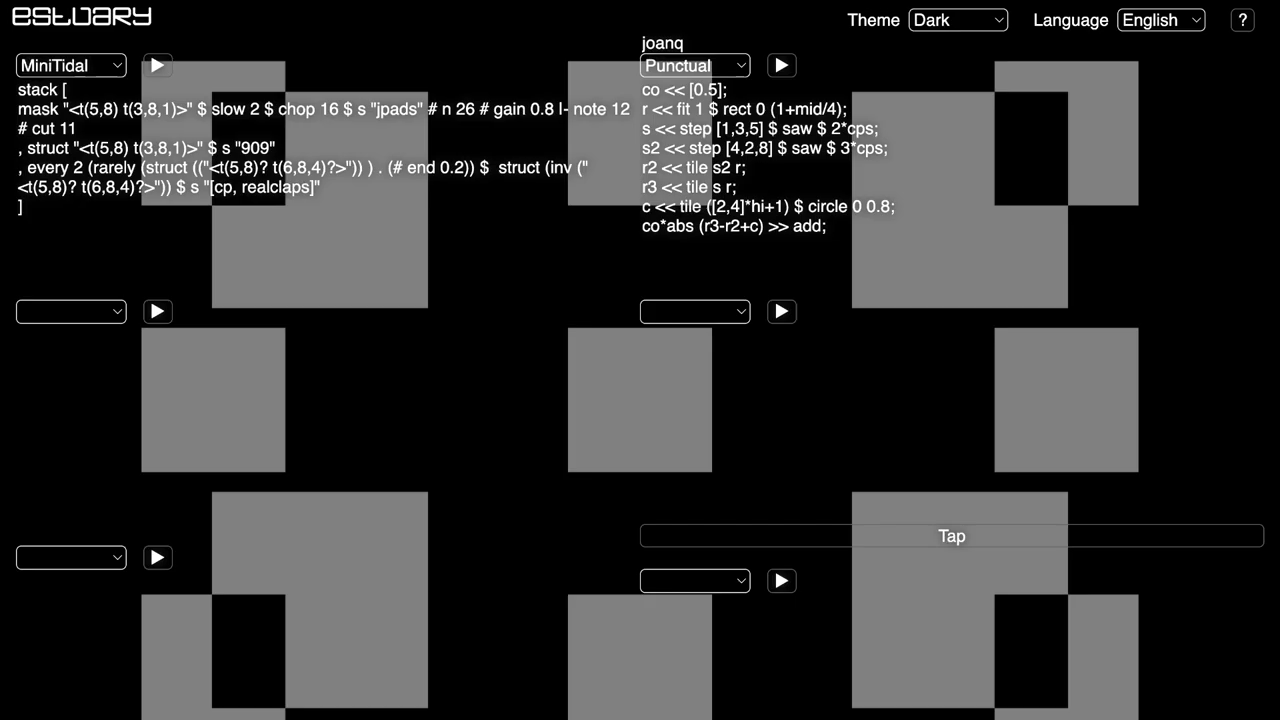 estuary
Theme Dark Language English ?
joanq
MiniTidal
stack [
mask "<t(5,8) t(3,8,1)>" $ slow 2 $ chop 16 $ s "jpads" # n 26 # gain 0.8 |- note 12
# cut 11
, struct "<t(5,8) t(3,8,1)>" $ s "909"
, every 2 (rarely (struct (("<t(5,8)? t(6,8,4)?>")) ) . (# end 0.2)) $  struct (inv ("
<t(5,8)? t(6,8,4)?>")) $ s "[cp, realclaps]"
]
Punctual
co << [0.5];
r << fit 1 $ rect 0 (1+mid/4);
s << step [1,3,5] $ saw $ 2*cps;
s2 << step [4,2,8] $ saw $ 3*cps;
r2 << tile s2 r;
r3 << tile s r;
c << tile ([2,4]*hi+1) $ circle 0 0.8;
co*abs (r3-r2+c) >> add;
Tap